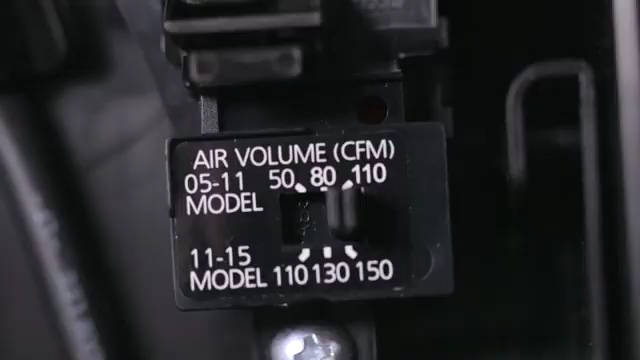 AIR VOLUME (CFM)
05-11 50 80 110
MODEL
11-15
MODEL 110 130 150